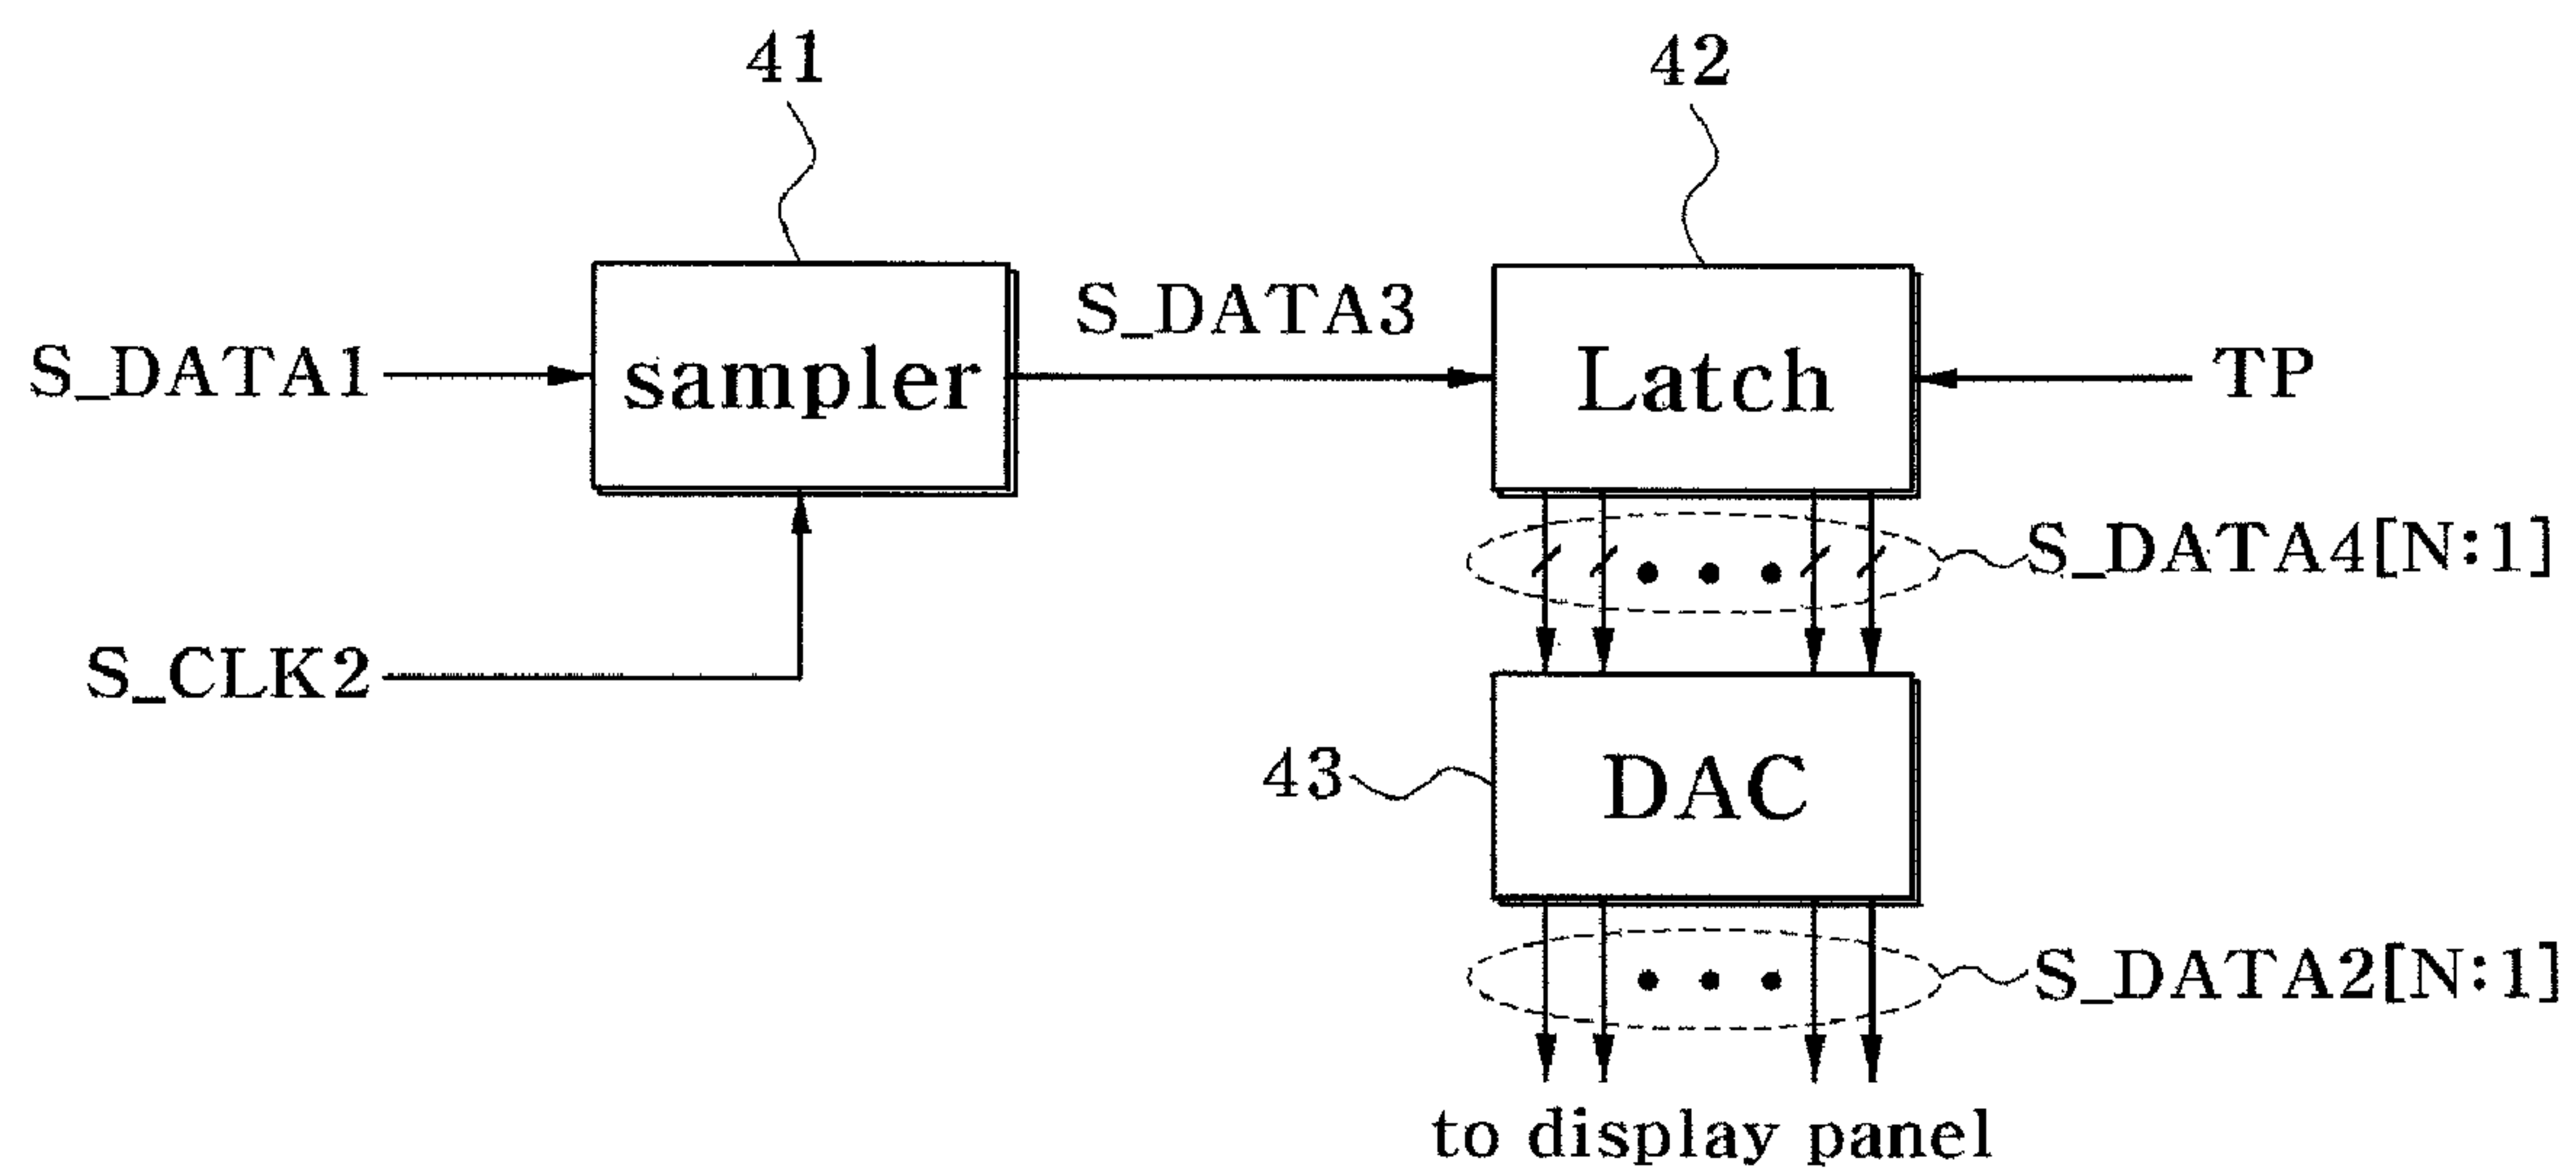 41
42
S_DATA1
sampler
S_DATA3
Latch
TP
S_CLK2
S_DATA4[N:1]
43
DAC
S_DATA2[N:1]
to display panel